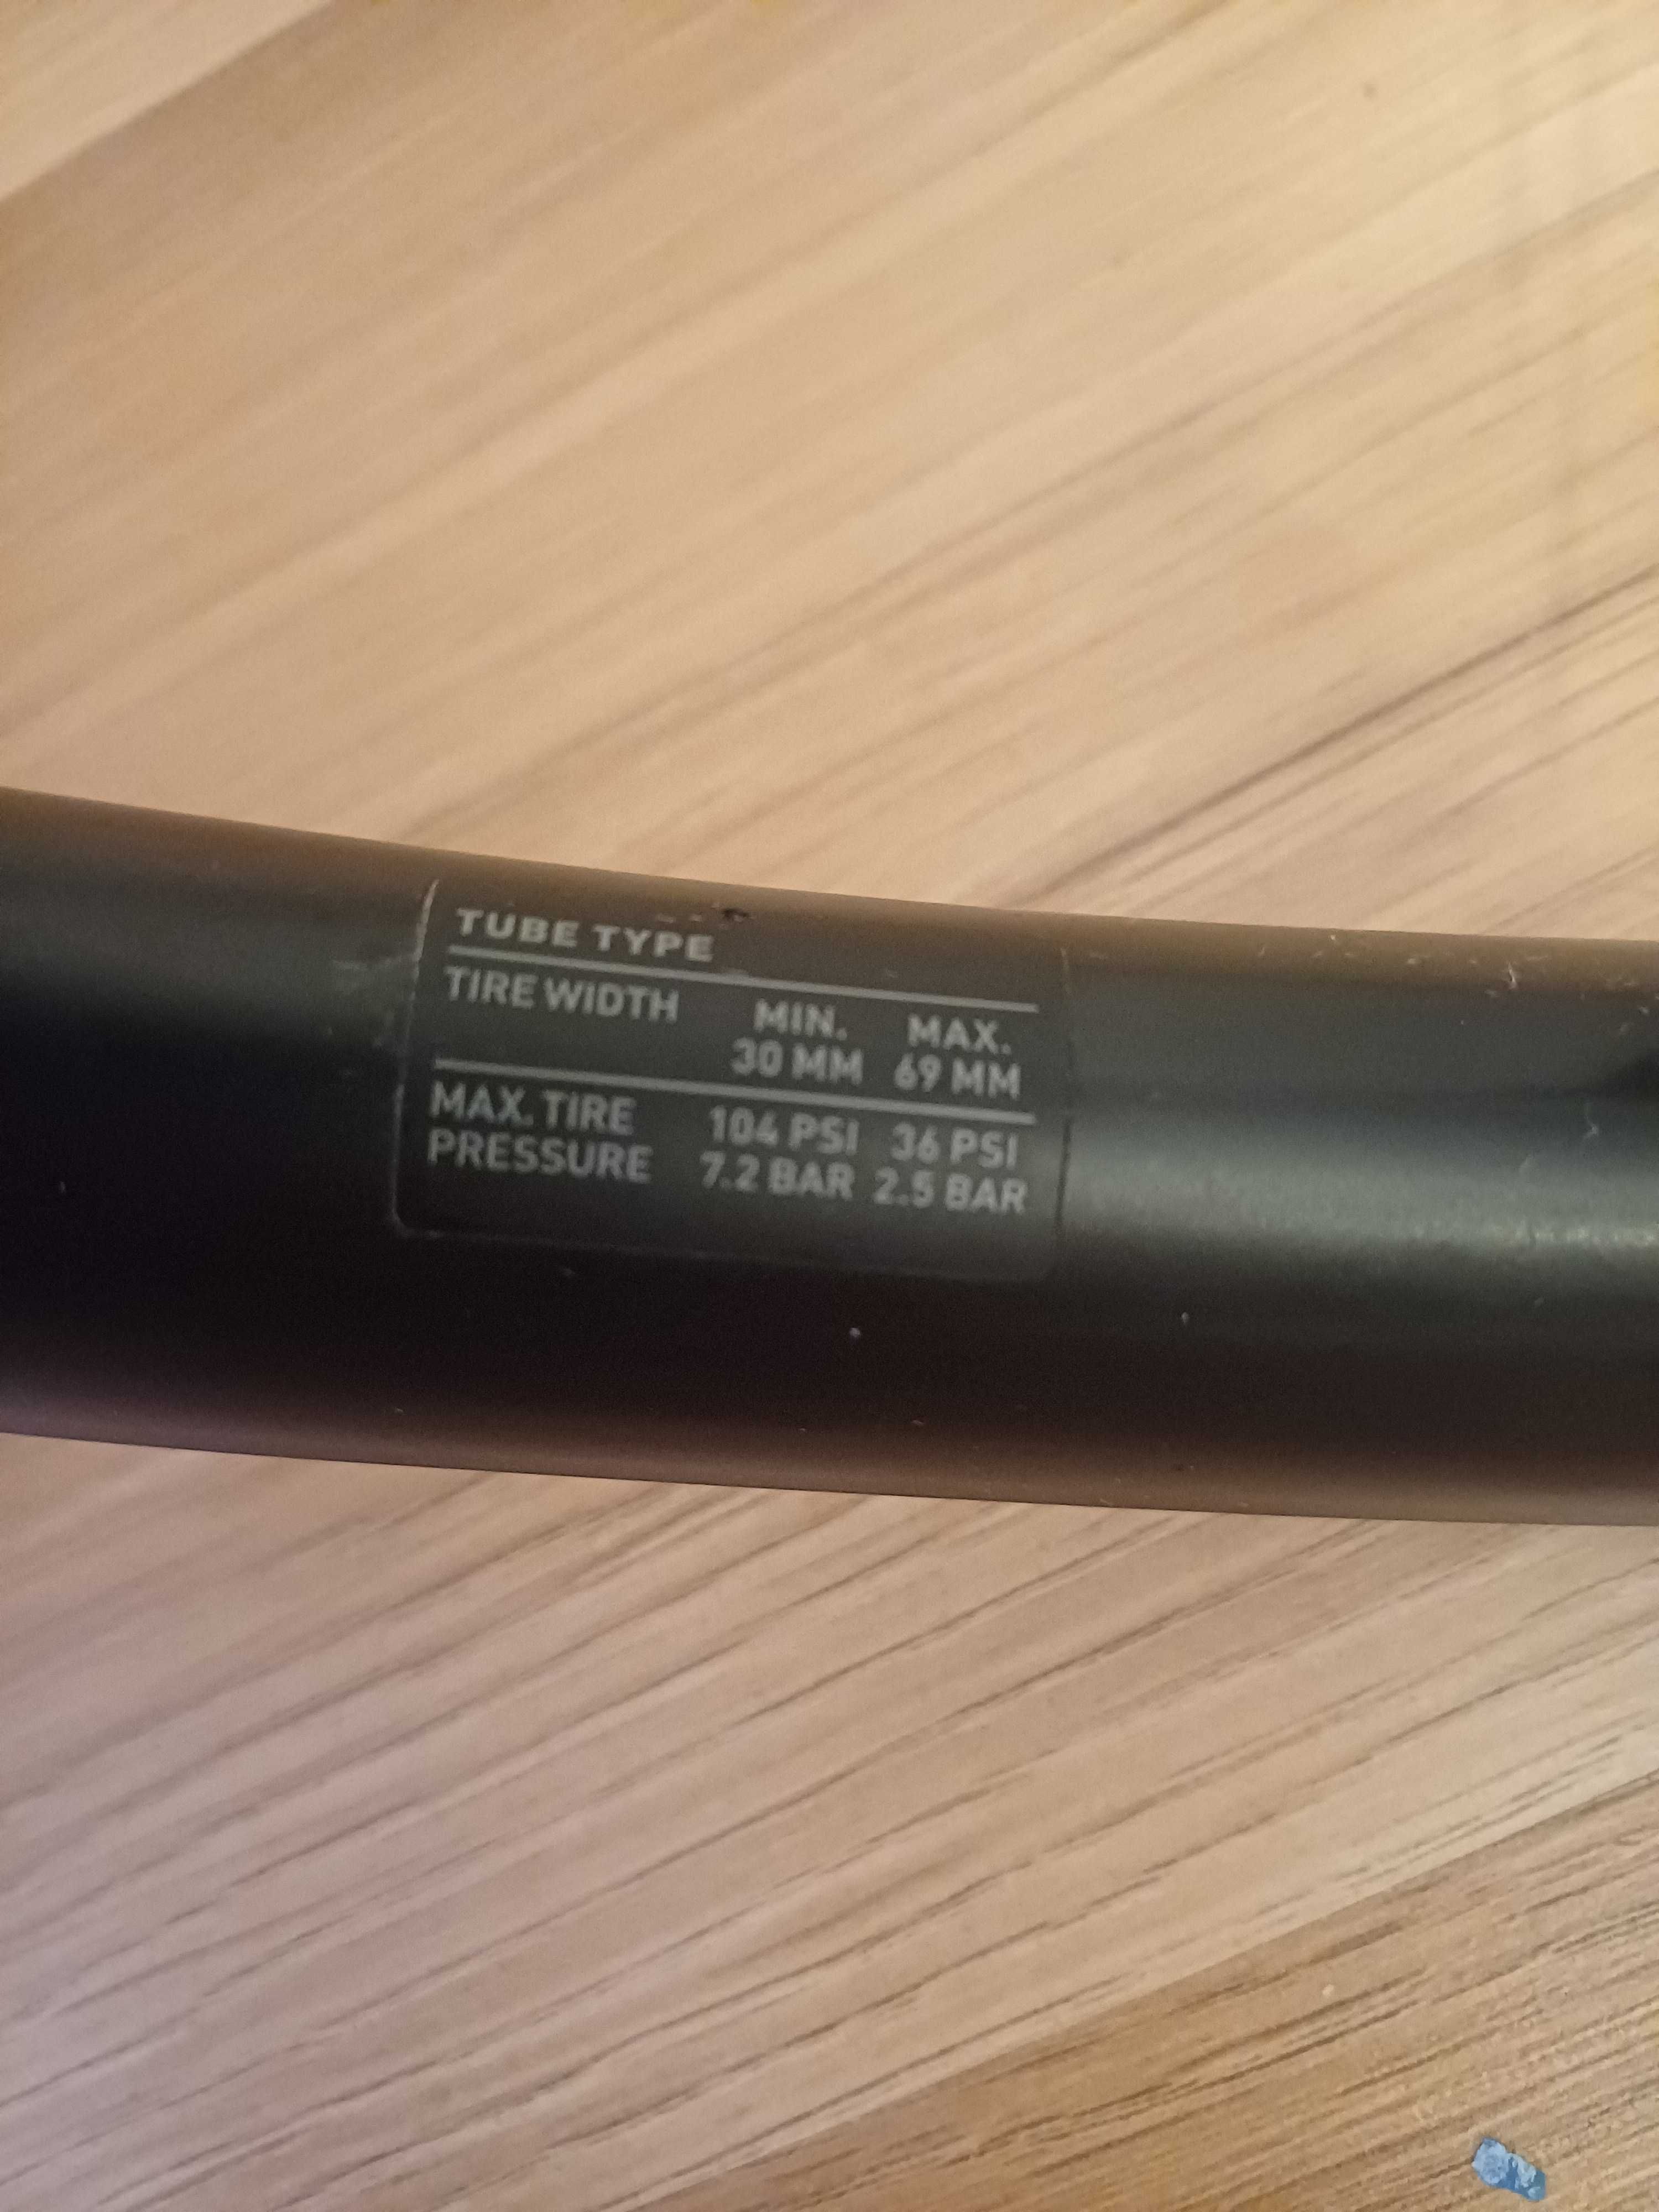 TUBE TYPE
TIRE WIDTH MIN. MAX.
30 MM 69 MM
MAX. TIRE 104 PSI 36 PSI
PRESSURE 7.2 BAR 2.5 BAR